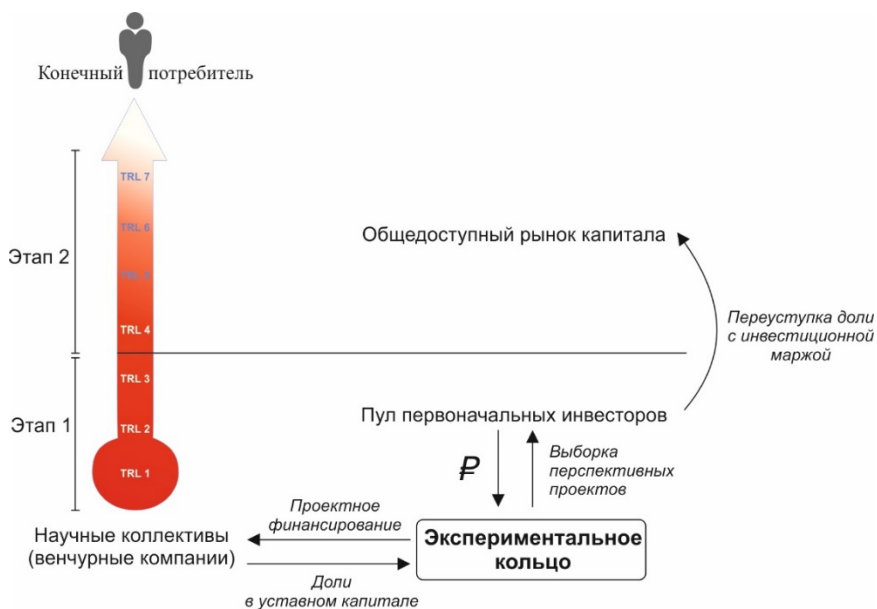 Конечный потребитель
TRL 7
TRL 6
TRL 5
TRL 4
TRL 3
TRL 2
TRL 1
Этап 2
Этап 1
Общедоступный рынок капитала
Переуступка доли
с инвестиционной
маржой
Пул первоначальных инвесторов
₽
Выборка
перспективных
проектов
Проектное
финансирование
Научные коллективы
(венчурные компании)
Экспериментальное
кольцо
Доли
в уставном капитале